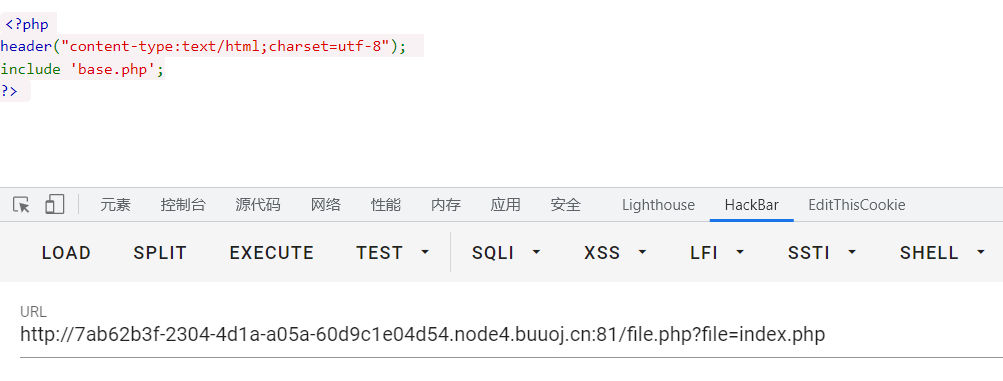 <?php
header("content-type:text/html;charset=utf-8");
include 'base.php';
?>
元素 控制台 源代码 网络 性能 内存 应用 安全 Lighthouse HackBar EditThisCookie
LOAD SPLIT EXECUTE TEST SQLI XSS LFI SSTI SHELL
URL
http://7ab62b3f-2304-4d1a-a05a-60d9c1e04d54.node4.buuoj.cn:81/file.php?file=index.php